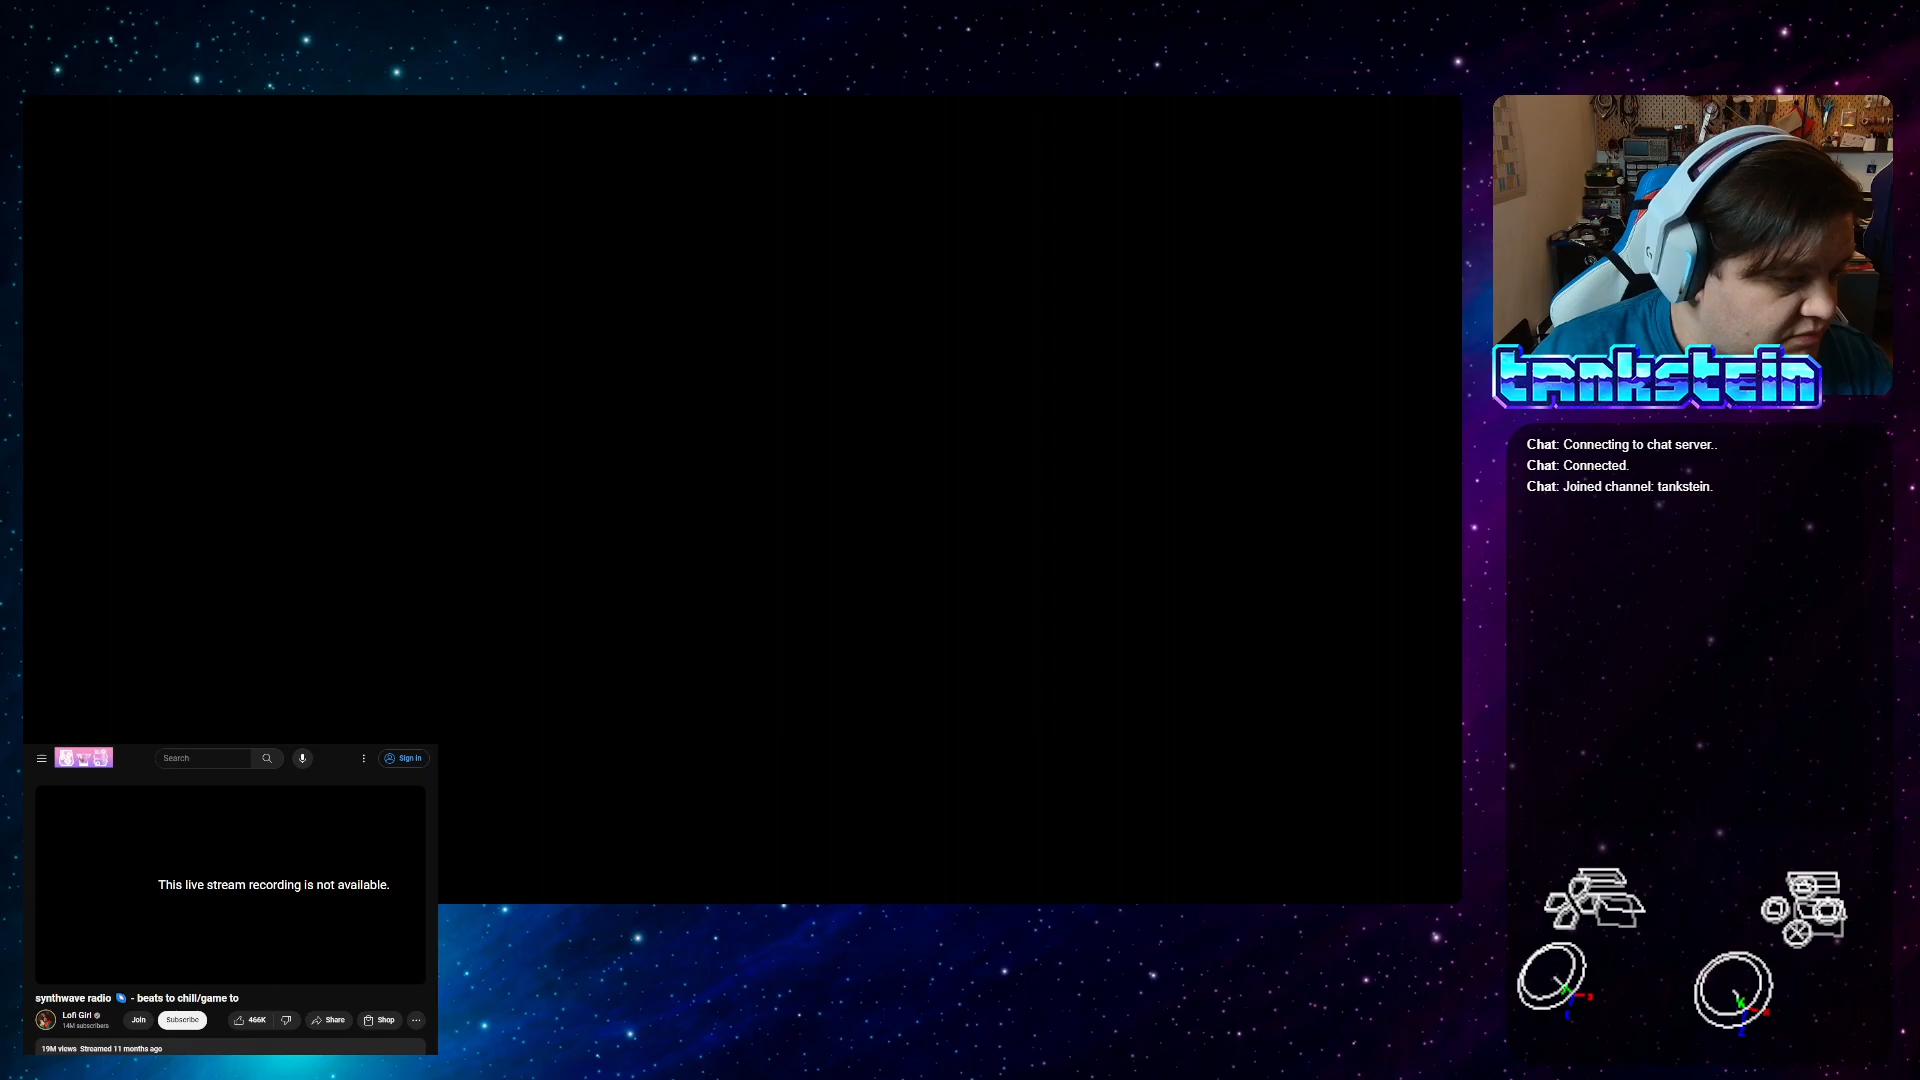 tankstein
Chat: Connecting to chat server..
Chat: Connected.
Chat: Joined channel: tankstein.
Search
Sign in
This live stream recording is not available.
synthwave radio 🌌 - beats to chill/game to
Lofi Girl
14M subscribers
Join
Subscribe
466K
Share
Shop
19M views Streamed 11 months ago